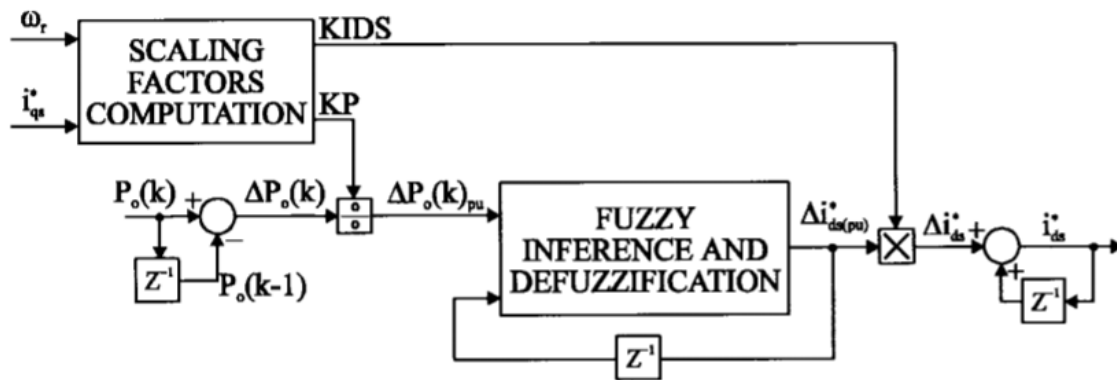 ω_r
i*_qs
SCALING
FACTORS
COMPUTATION
KIDS
KP
P_o(k)
+
−
ΔP_o(k)
ΔP_o(k)_pu
Z⁻¹
P_o(k-1)
FUZZY
INFERENCE AND
DEFUZZIFICATION
Z⁻¹
Δi*_ds(pu)
Δi*_ds
+
+
i*_ds
Z⁻¹